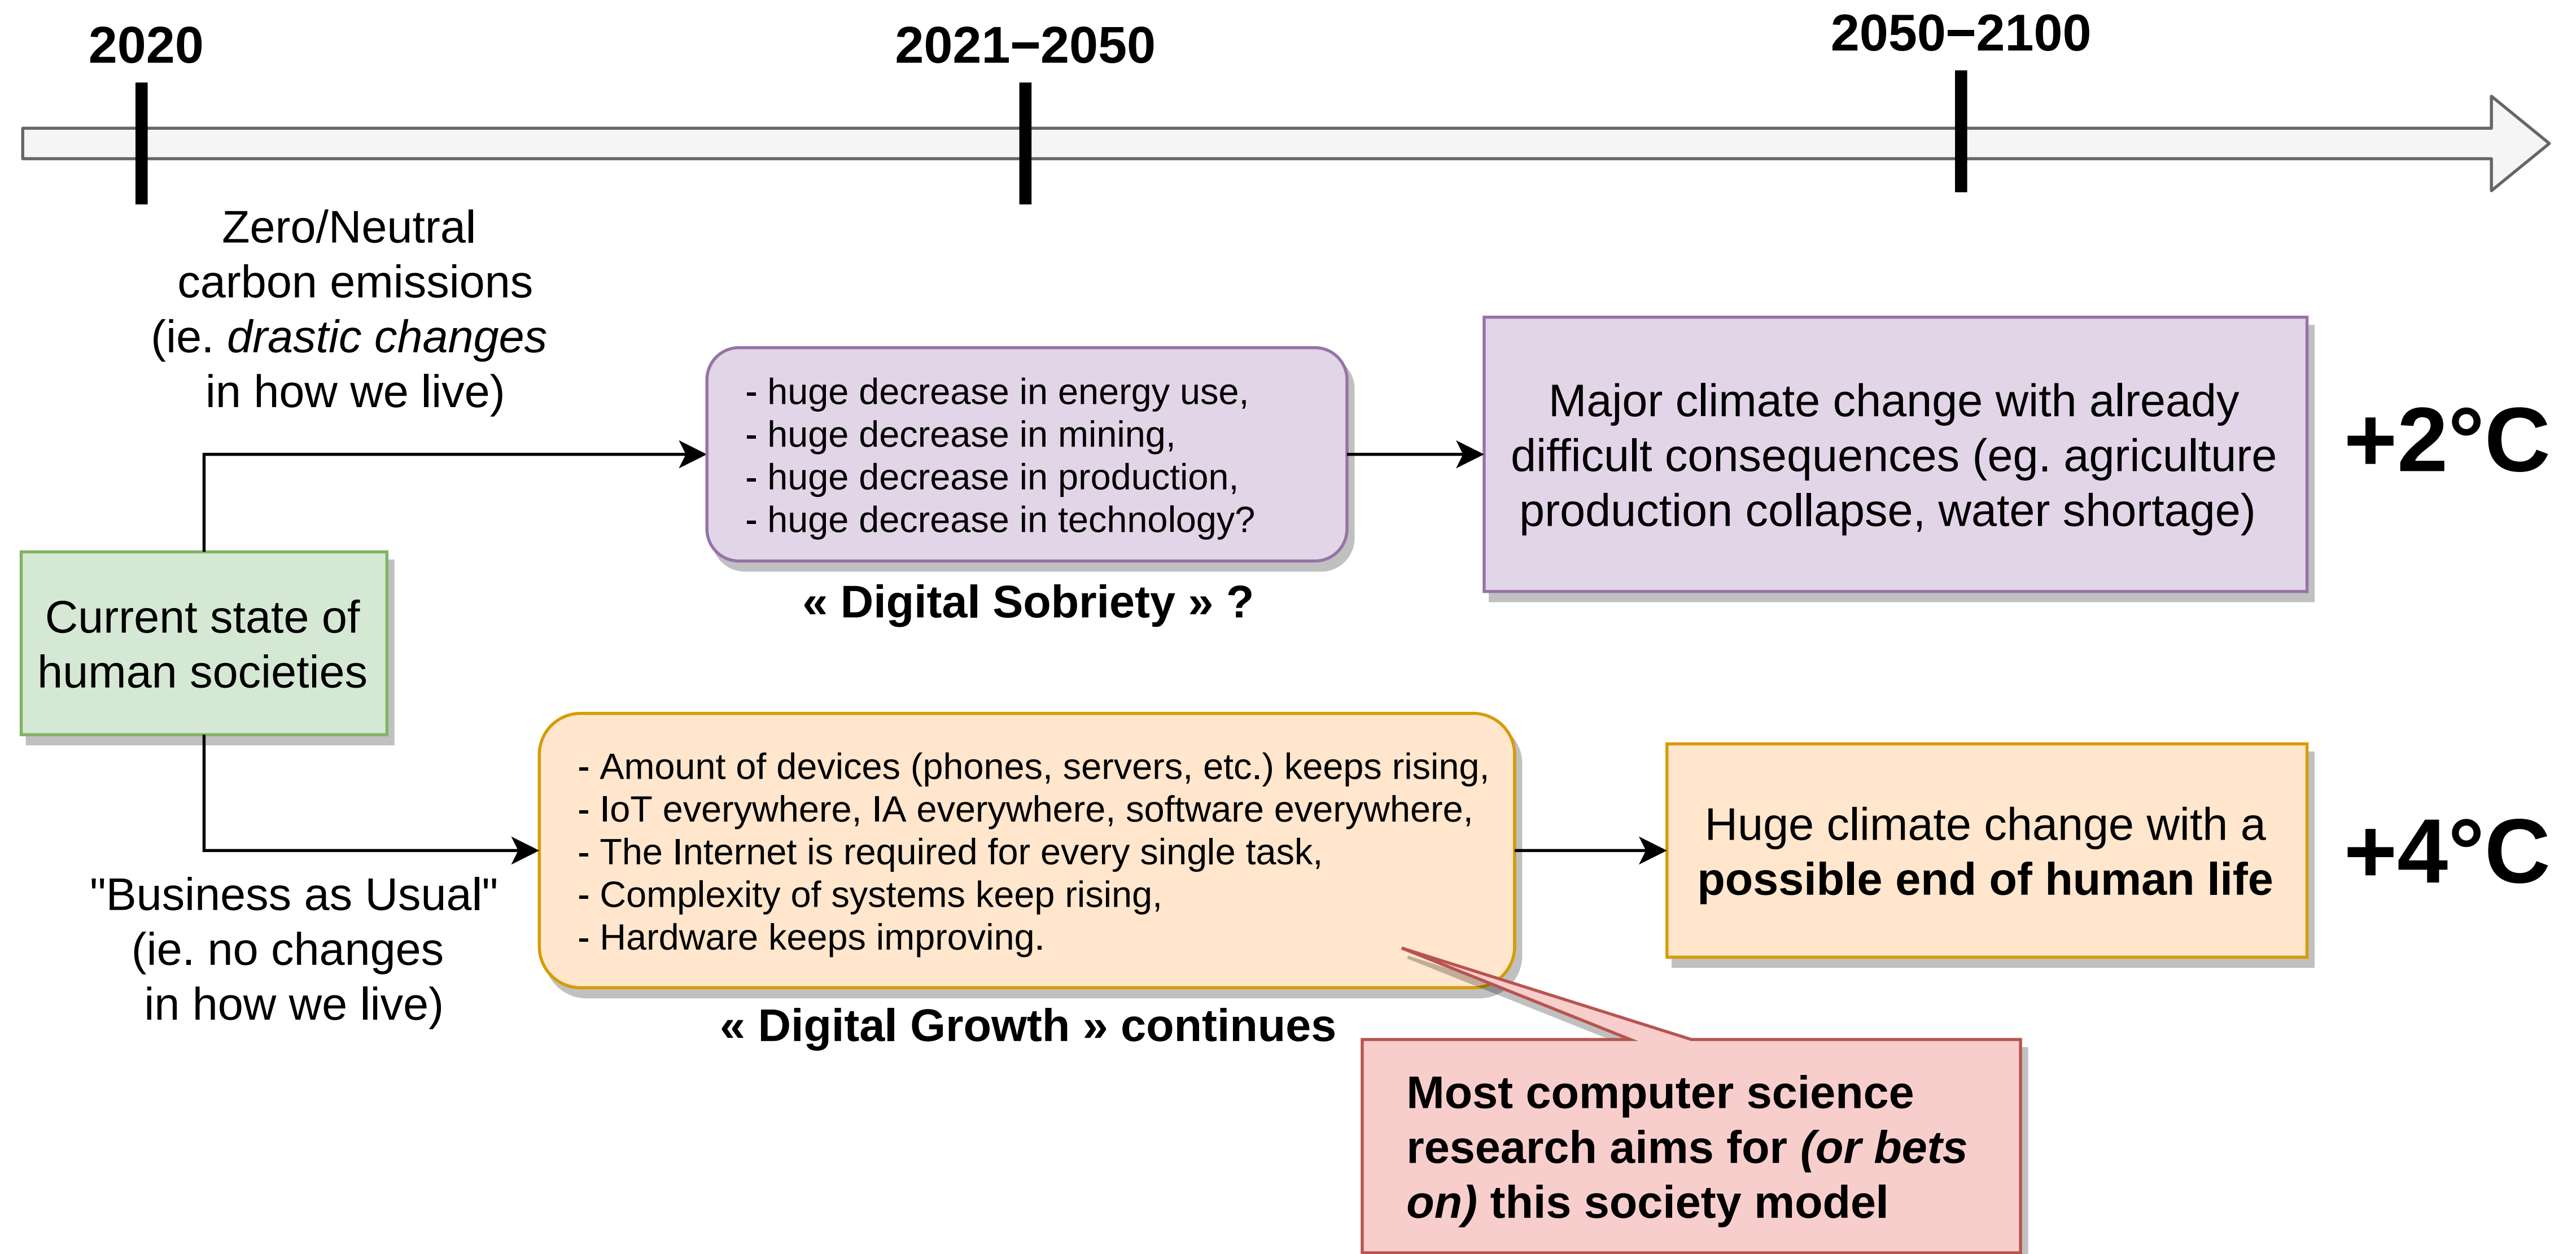 2020
2021–2050
2050–2100
Zero/Neutral
carbon emissions
(ie. drastic changes
in how we live)
- huge decrease in energy use,
- huge decrease in mining,
- huge decrease in production,
- huge decrease in technology?
« Digital Sobriety » ?
Major climate change with already
difficult consequences (eg. agriculture
production collapse, water shortage)
+2°C
Current state of
human societies
"Business as Usual"
(ie. no changes
in how we live)
- Amount of devices (phones, servers, etc.) keeps rising,
- IoT everywhere, IA everywhere, software everywhere,
- The Internet is required for every single task,
- Complexity of systems keep rising,
- Hardware keeps improving.
« Digital Growth » continues
Huge climate change with a
possible end of human life
+4°C
Most computer science
research aims for (or bets
on) this society model